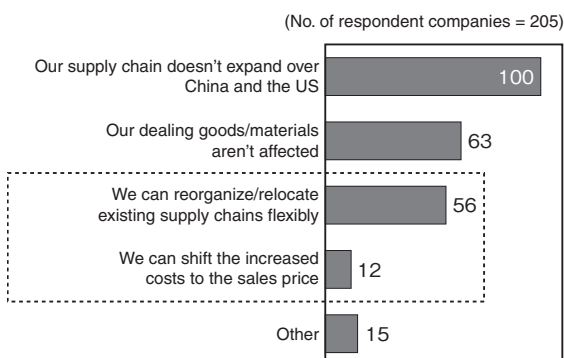 (No. of respondent companies = 205)
Our supply chain doesn't expand over
China and the US
100
Our dealing goods/materials
aren't affected
63
We can reorganize/relocate
existing supply chains flexibly
56
We can shift the increased
costs to the sales price
12
Other
15